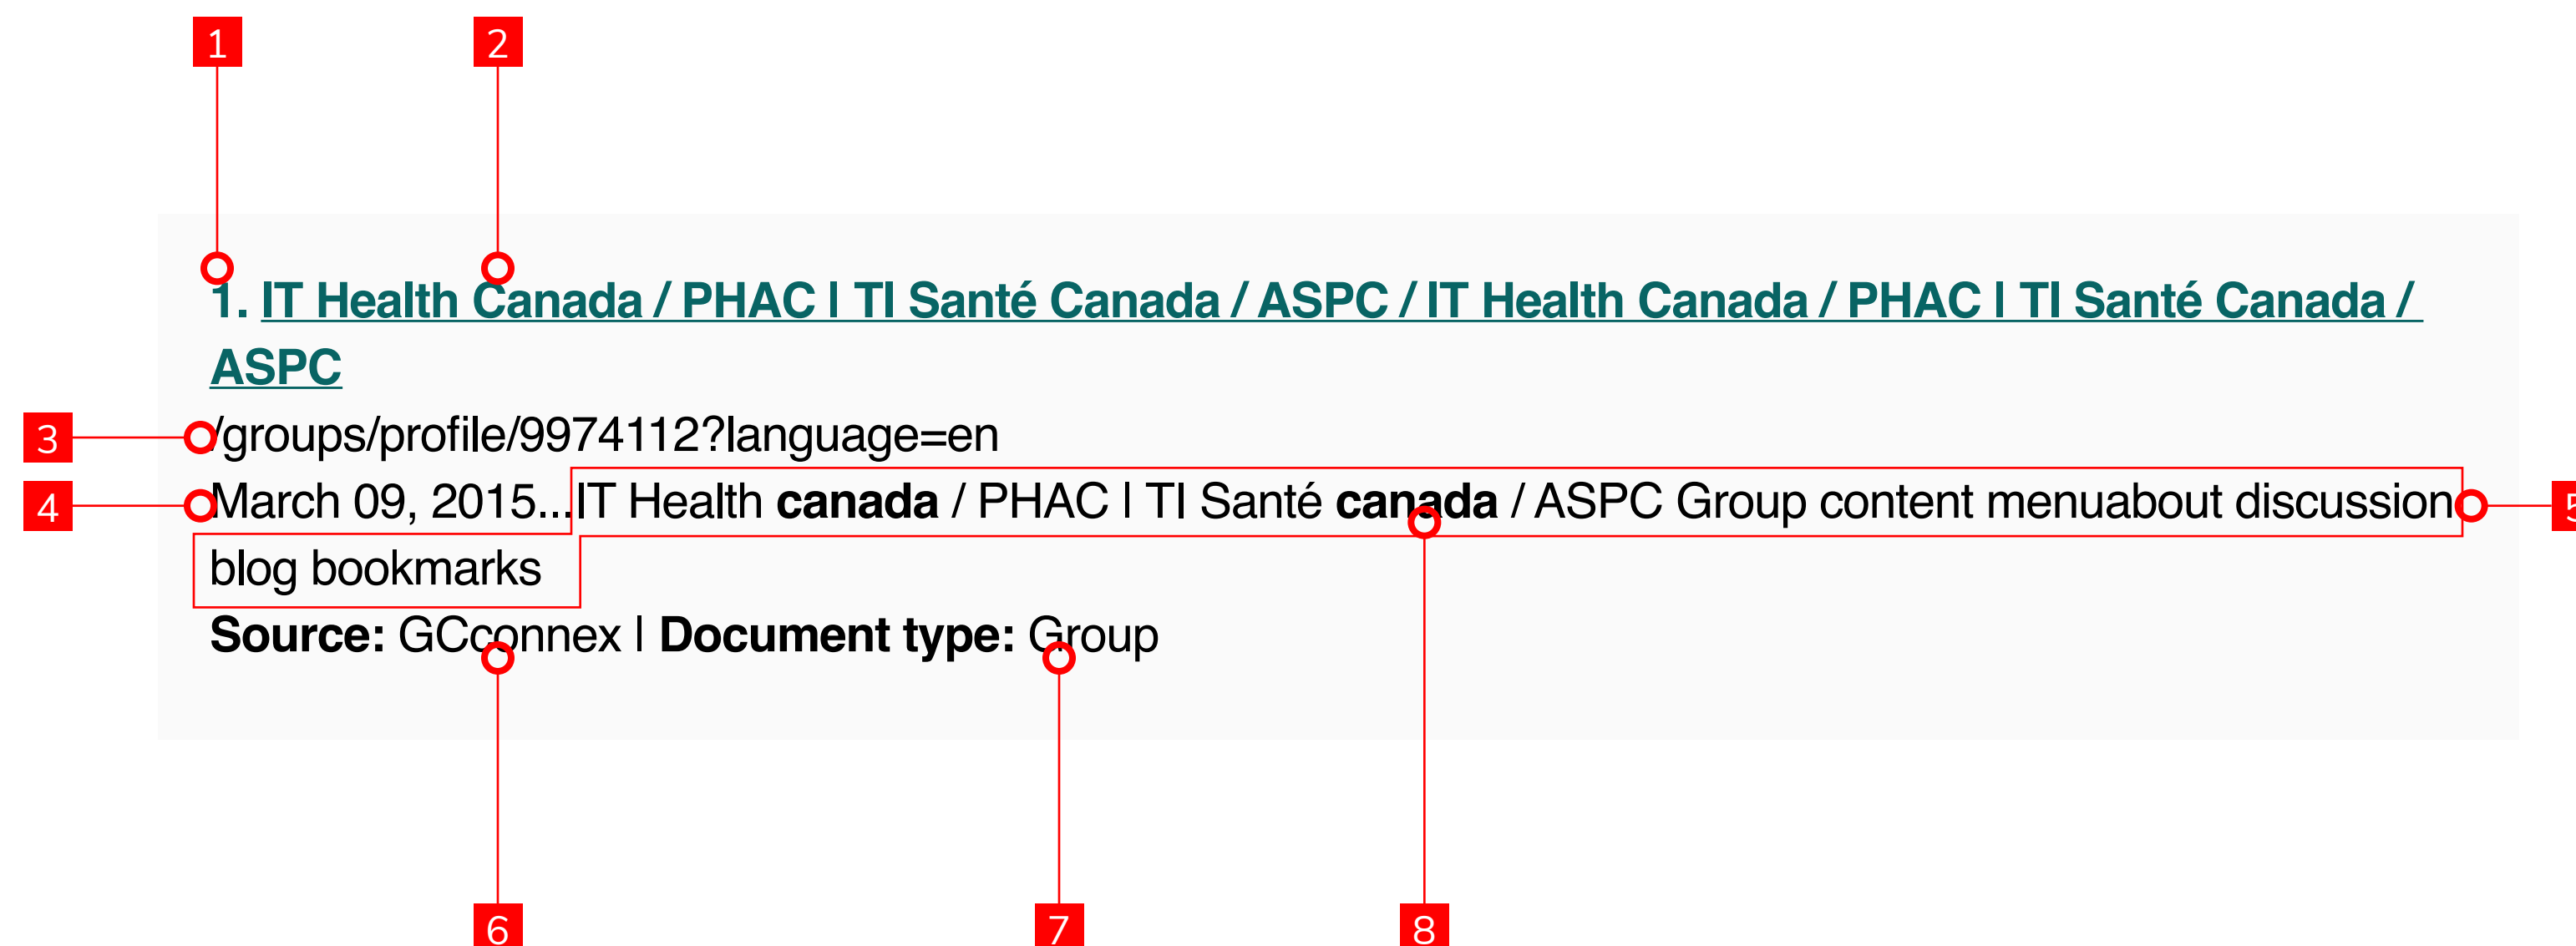 1
2
1. IT Health Canada / PHAC | TI Santé Canada / ASPC / IT Health Canada / PHAC | TI Santé Canada /
ASPC
3
/groups/profile/9974112?language=en
4
March 09, 2015...IT Health canada / PHAC | TI Santé canada / ASPC Group content menuabout discussion
5
blog bookmarks
Source: GCconnex | Document type: Group
6
7
8